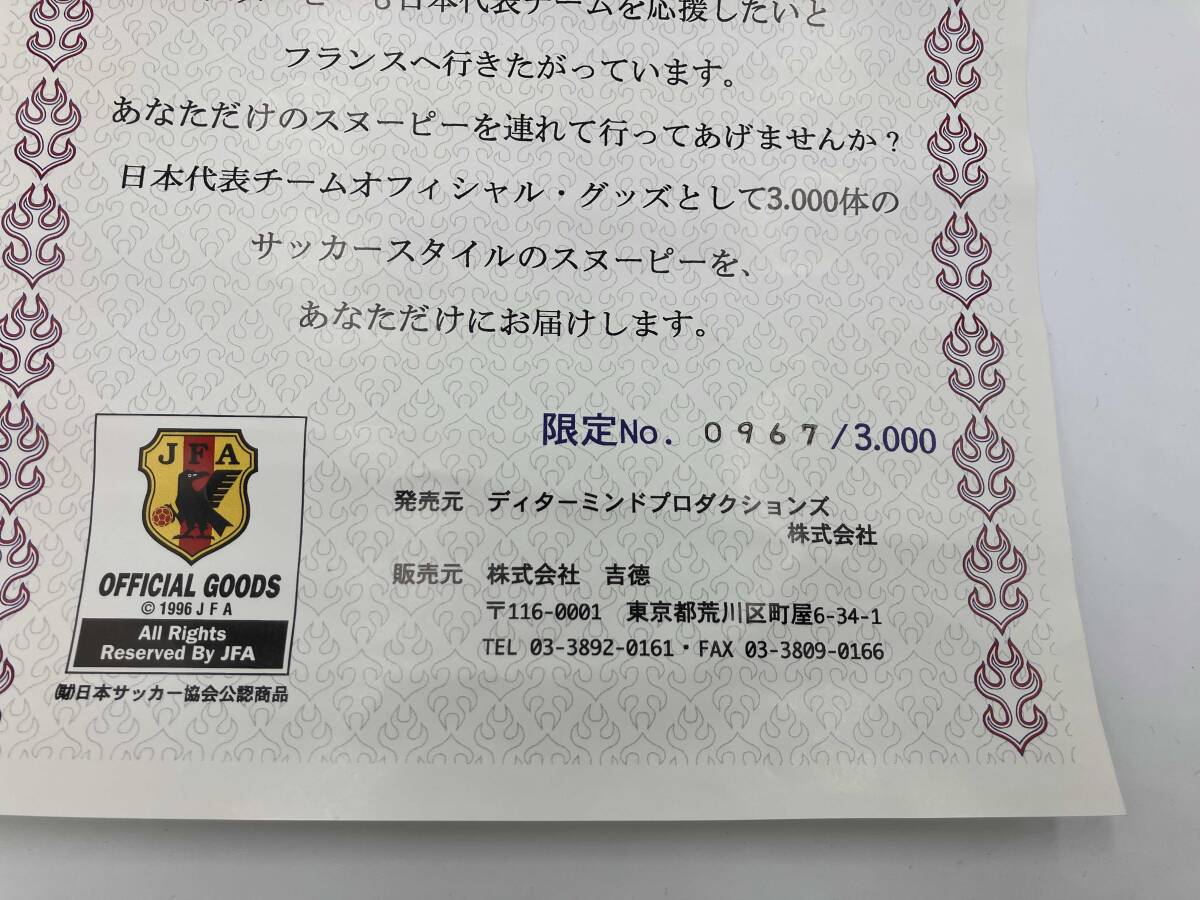 も日本代表チームを応援したいと
フランスへ行きたがっています。
あなただけのスヌーピーを連れて行ってあげませんか？
日本代表チームオフィシャル・グッズとして3.000体の
サッカースタイルのスヌーピーを、
あなただけにお届けします。
限定No. 0967/3.000
発売元 ディターミンドプロダクションズ
株式会社
販売元 株式会社 吉徳
〒116-0001 東京都荒川区町屋6-34-1
TEL 03-3892-0161・FAX 03-3809-0166
JFA
OFFICIAL GOODS
© 1996 J F A
All Rights
Reserved By JFA
㈶日本サッカー協会公認商品